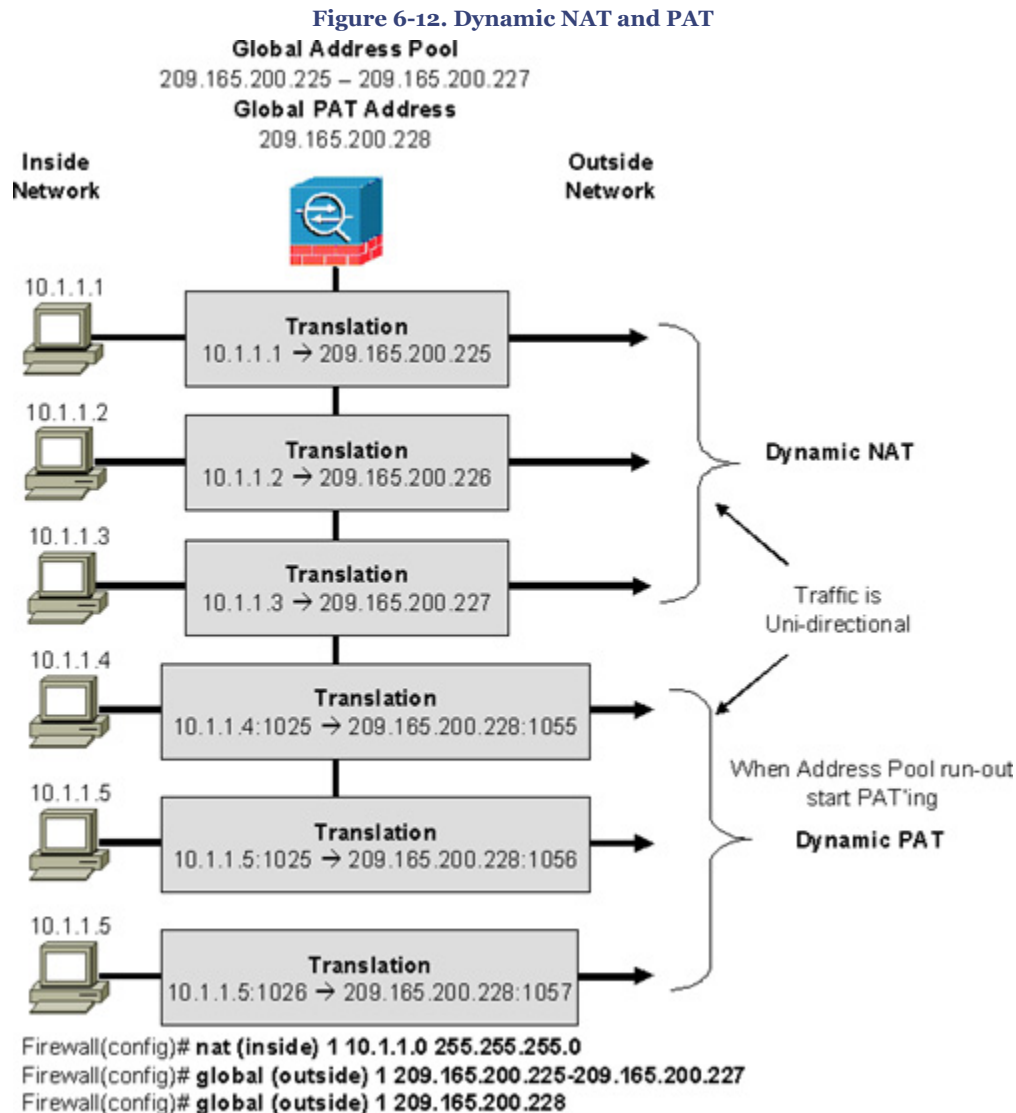 Figure 6-12. Dynamic NAT and PAT
Global Address Pool
209.165.200.225 – 209.165.200.227
Global PAT Address
209.165.200.228
Inside
Network
Outside
Network
10.1.1.1
Translation
10.1.1.1 → 209.165.200.225
10.1.1.2
Translation
10.1.1.2 → 209.165.200.226
Dynamic NAT
10.1.1.3
Translation
10.1.1.3 → 209.165.200.227
Traffic is
Uni-directional
10.1.1.4
Translation
10.1.1.4:1025 → 209.165.200.228:1055
When Address Pool run-out
start PAT'ing
Dynamic PAT
10.1.1.5
Translation
10.1.1.5:1025 → 209.165.200.228:1056
10.1.1.5
Translation
10.1.1.5:1026 → 209.165.200.228:1057
Firewall(config)# nat (inside) 1 10.1.1.0 255.255.255.0
Firewall(config)# global (outside) 1 209.165.200.225-209.165.200.227
Firewall(config)# global (outside) 1 209.165.200.228